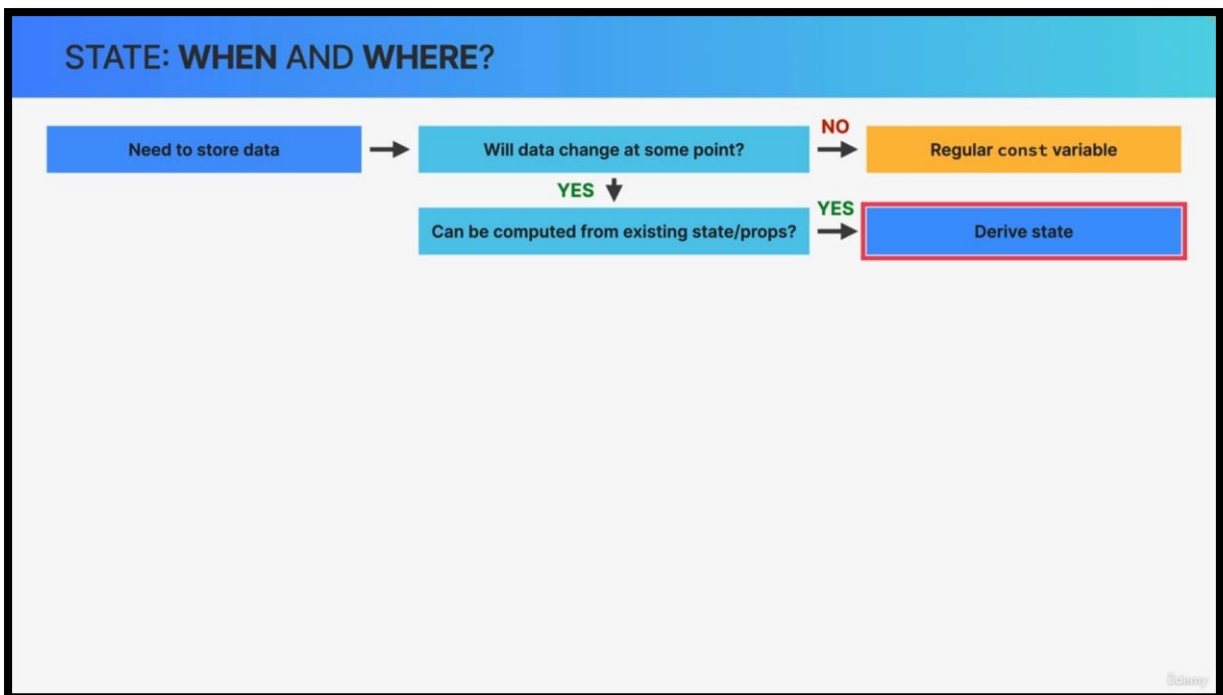 STATE: WHEN AND WHERE?
Need to store data
Will data change at some point?
NO
Regular const variable
YES
Can be computed from existing state/props?
YES
Derive state
Udemy